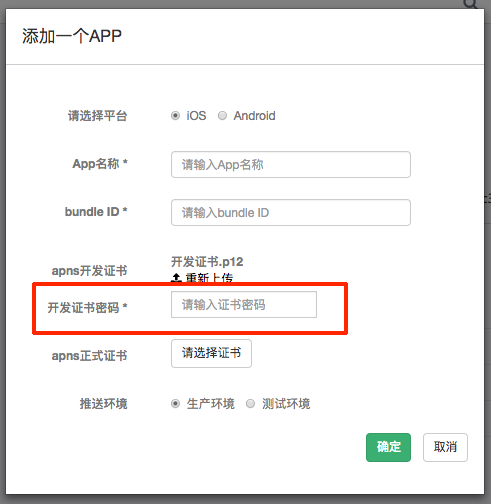 添加一个APP
请选择平台 iOS Android
App名称 * 请输入App名称
bundle ID * 请输入bundle ID
apns开发证书 开发证书.p12
重新上传
开发证书密码 * 请输入证书密码
apns正式证书 请选择证书
推送环境 生产环境 测试环境
确定 取消